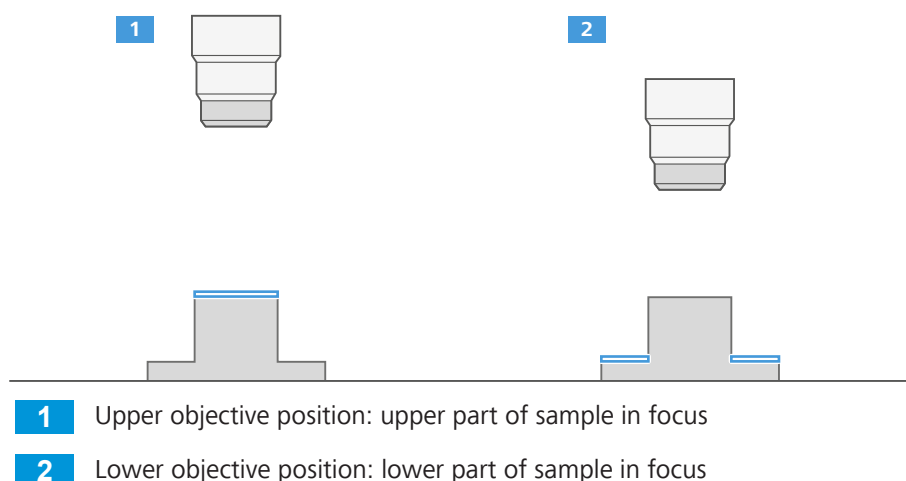 1 2
1 Upper objective position: upper part of sample in focus
2 Lower objective position: lower part of sample in focus